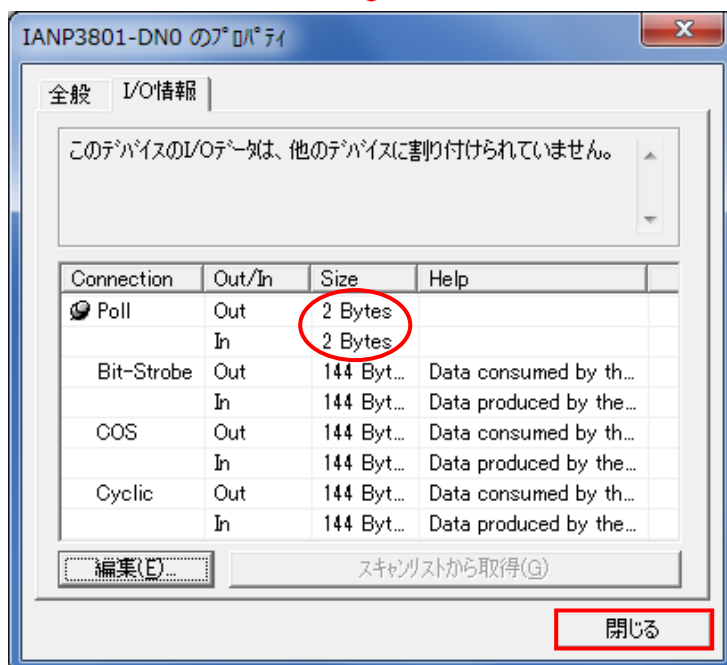 IANP3801-DN0 のﾌﾟﾛﾊﾟﾃｨ
全般 I/O情報
このﾃﾞﾊﾞｲｽのI/Oﾃﾞｰﾀは、他のﾃﾞﾊﾞｲｽに割り付けられていません。
Connection Out/In Size Help
Poll Out 2 Bytes
In 2 Bytes
Bit-Strobe Out 144 Byt... Data consumed by th...
In 144 Byt... Data produced by the...
COS Out 144 Byt... Data consumed by th...
In 144 Byt... Data produced by the...
Cyclic Out 144 Byt... Data consumed by th...
In 144 Byt... Data produced by the...
編集(E)... ｽｷｬﾝﾘｽﾄから取得(G)
閉じる